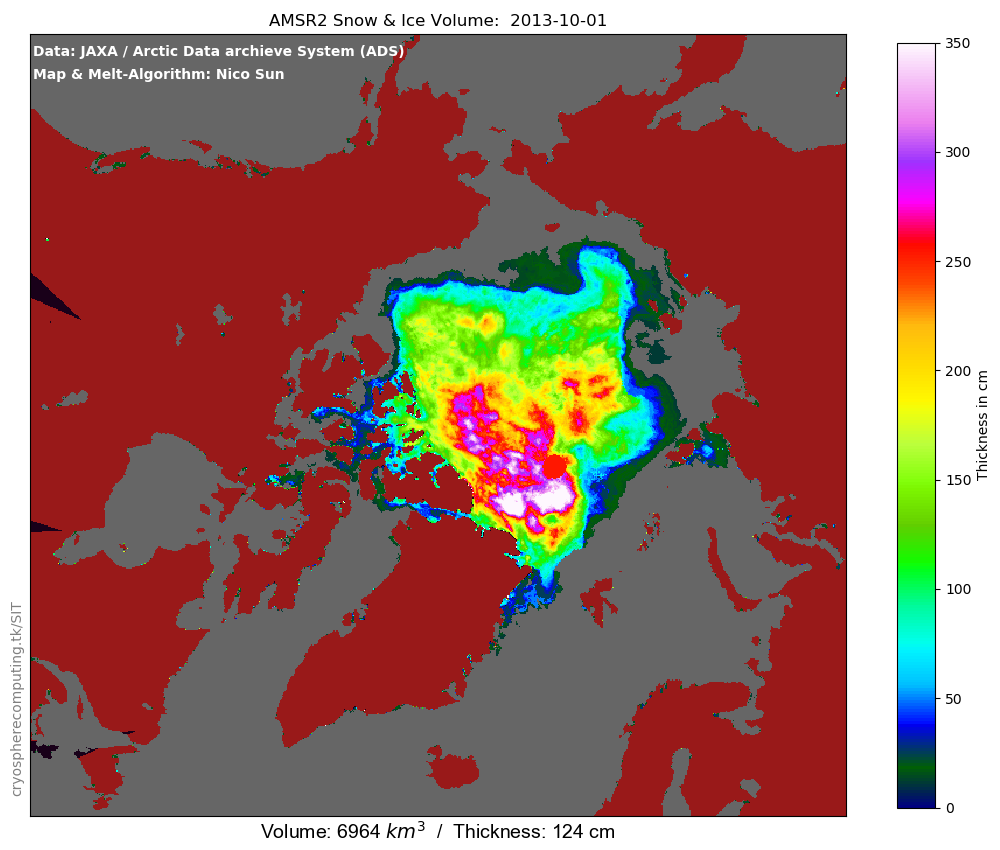 AMSR2 Snow & Ice Volume:  2013-10-01
Data: JAXA / Arctic Data archieve System (ADS)
Map & Melt-Algorithm: Nico Sun
350
300
250
200
150
100
50
0
Thickness in cm
cryospherecomputing.tk/SIT
Volume: 6964 km³  /  Thickness: 124 cm